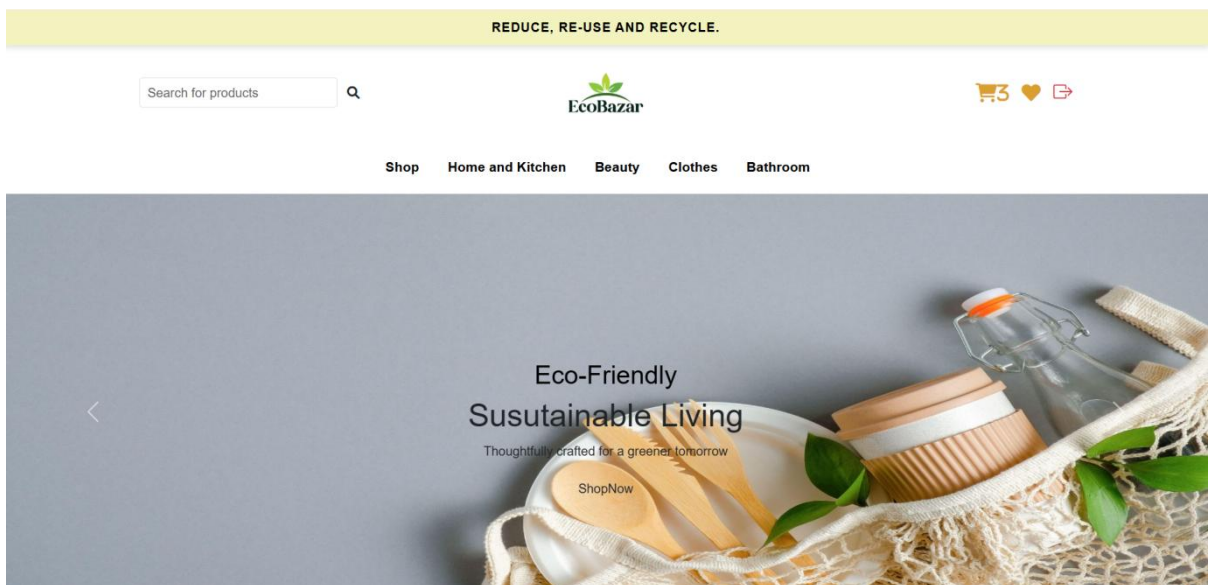 REDUCE, RE-USE AND RECYCLE.
Search for products
EcoBazar
3
Shop Home and Kitchen Beauty Clothes Bathroom
Eco-Friendly
Susutainable Living
Thoughtfully crafted for a greener tomorrow
ShopNow